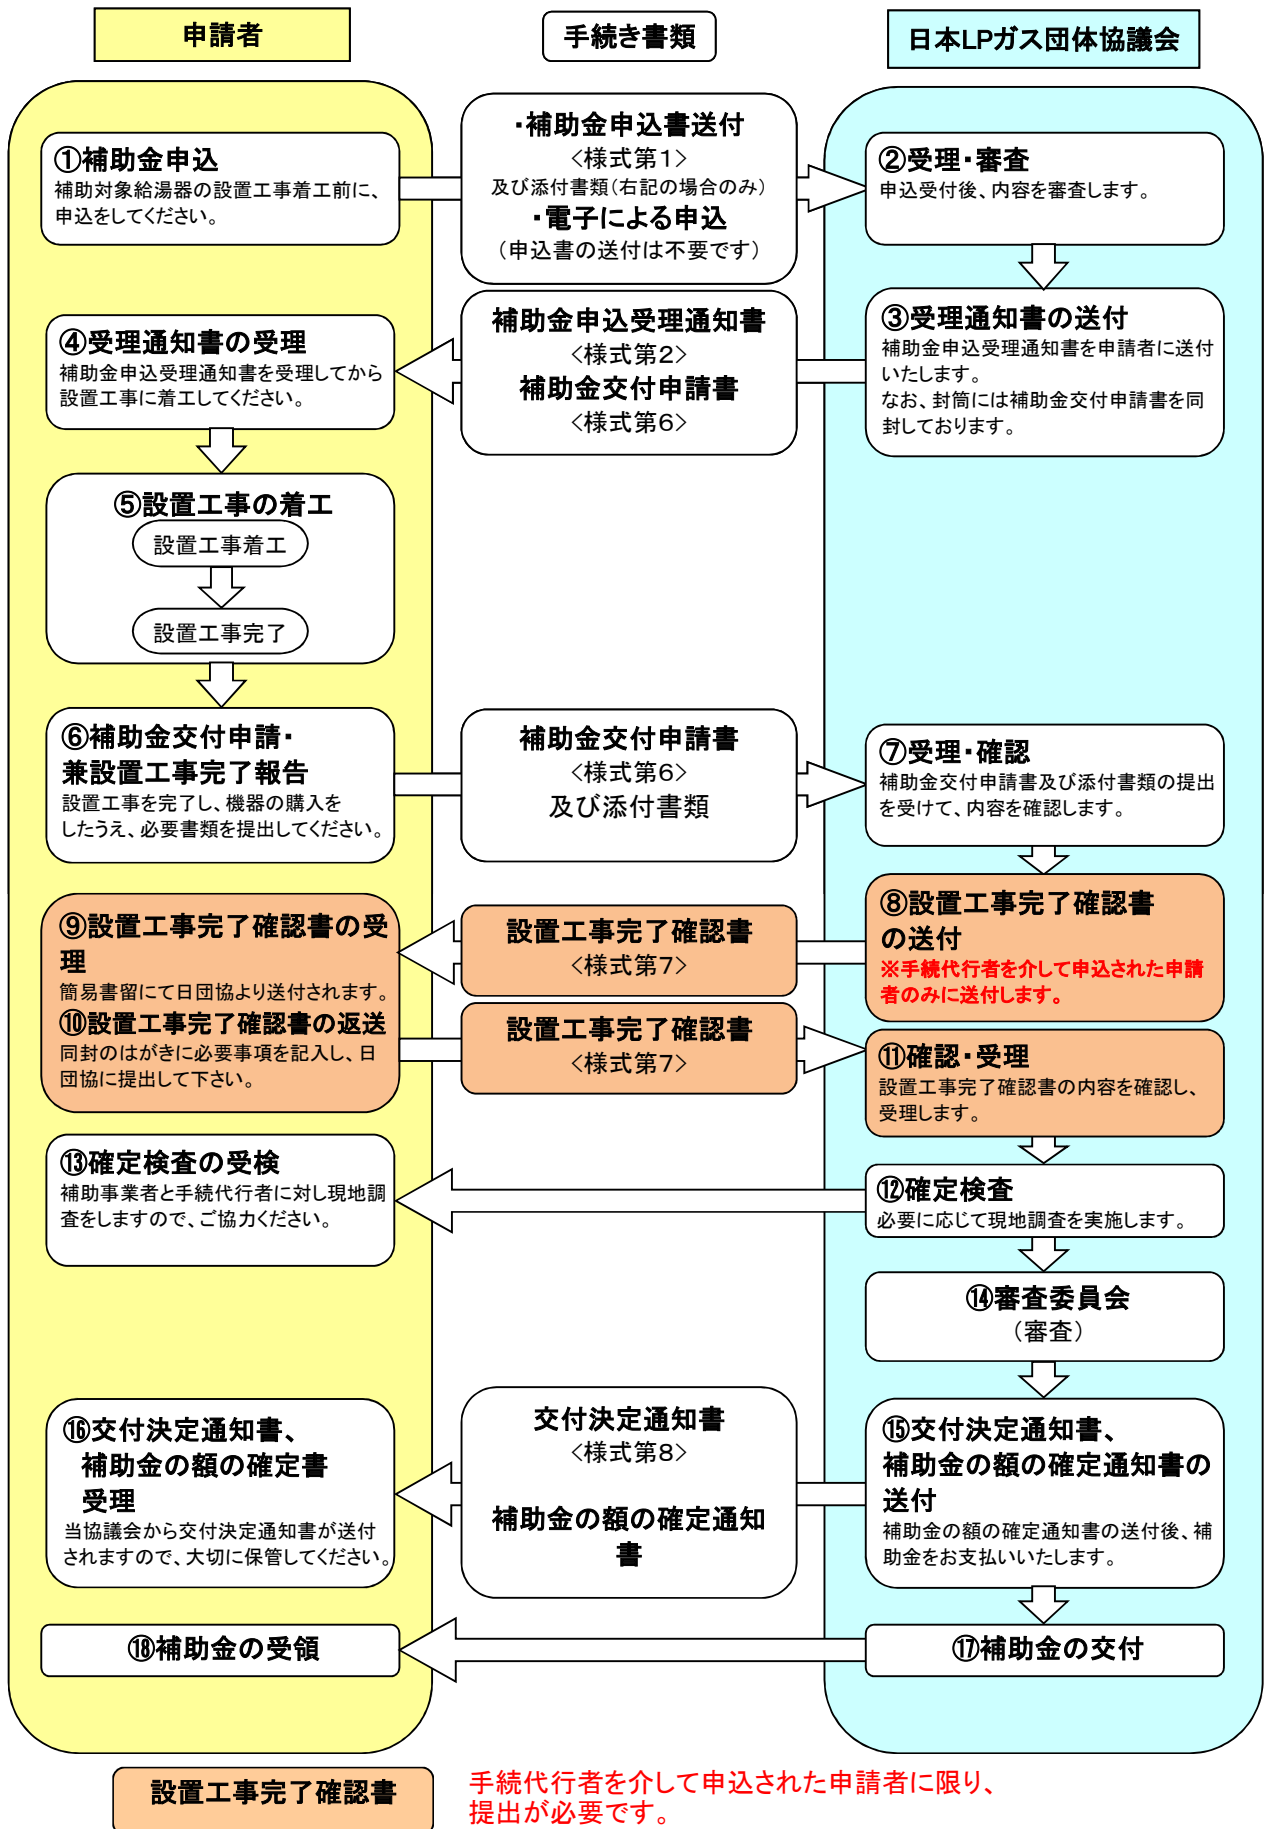 申請者
手続き書類
日本LPガス団体協議会
①補助金申込
補助対象給湯器の設置工事着工前に、
申込をしてください。
・補助金申込書送付
<様式第1>
及び添付書類(右記の場合のみ)
・電子による申込
(申込書の送付は不要です)
②受理・審査
申込受付後、内容を審査します。
③受理通知書の送付
補助金申込受理通知書を申請者に送付
いたします。
なお、封筒には補助金交付申請書を同
封しております。
補助金申込受理通知書
<様式第2>
補助金交付申請書
<様式第6>
④受理通知書の受理
補助金申込受理通知書を受理してから
設置工事に着工してください。
⑤設置工事の着工
設置工事着工
設置工事完了
⑥補助金交付申請・
兼設置工事完了報告
設置工事を完了し、機器の購入を
したうえ、必要書類を提出してください。
補助金交付申請書
<様式第6>
及び添付書類
⑦受理・確認
補助金交付申請書及び添付書類の提出
を受けて、内容を確認します。
⑧設置工事完了確認書
の送付
※手続代行者を介して申込された申請
者のみに送付します。
設置工事完了確認書
<様式第7>
⑨設置工事完了確認書の受
理
簡易書留にて日団協より送付されます。
⑩設置工事完了確認書の返送
同封のはがきに必要事項を記入し、日
団協に提出して下さい。
設置工事完了確認書
<様式第7>
⑪確認・受理
設置工事完了確認書の内容を確認し、
受理します。
⑫確定検査
必要に応じて現地調査を実施します。
⑬確定検査の受検
補助事業者と手続代行者に対し現地調
査をしますので、ご協力ください。
⑭審査委員会
(審査)
⑮交付決定通知書、
補助金の額の確定通知書の
送付
補助金の額の確定通知書の送付後、補
助金をお支払いいたします。
交付決定通知書
<様式第8>
補助金の額の確定通知
書
⑯交付決定通知書、
補助金の額の確定書
受理
当協議会から交付決定通知書が送付
されますので、大切に保管してください。
⑰補助金の交付
⑱補助金の受領
設置工事完了確認書
手続代行者を介して申込された申請者に限り、
提出が必要です。